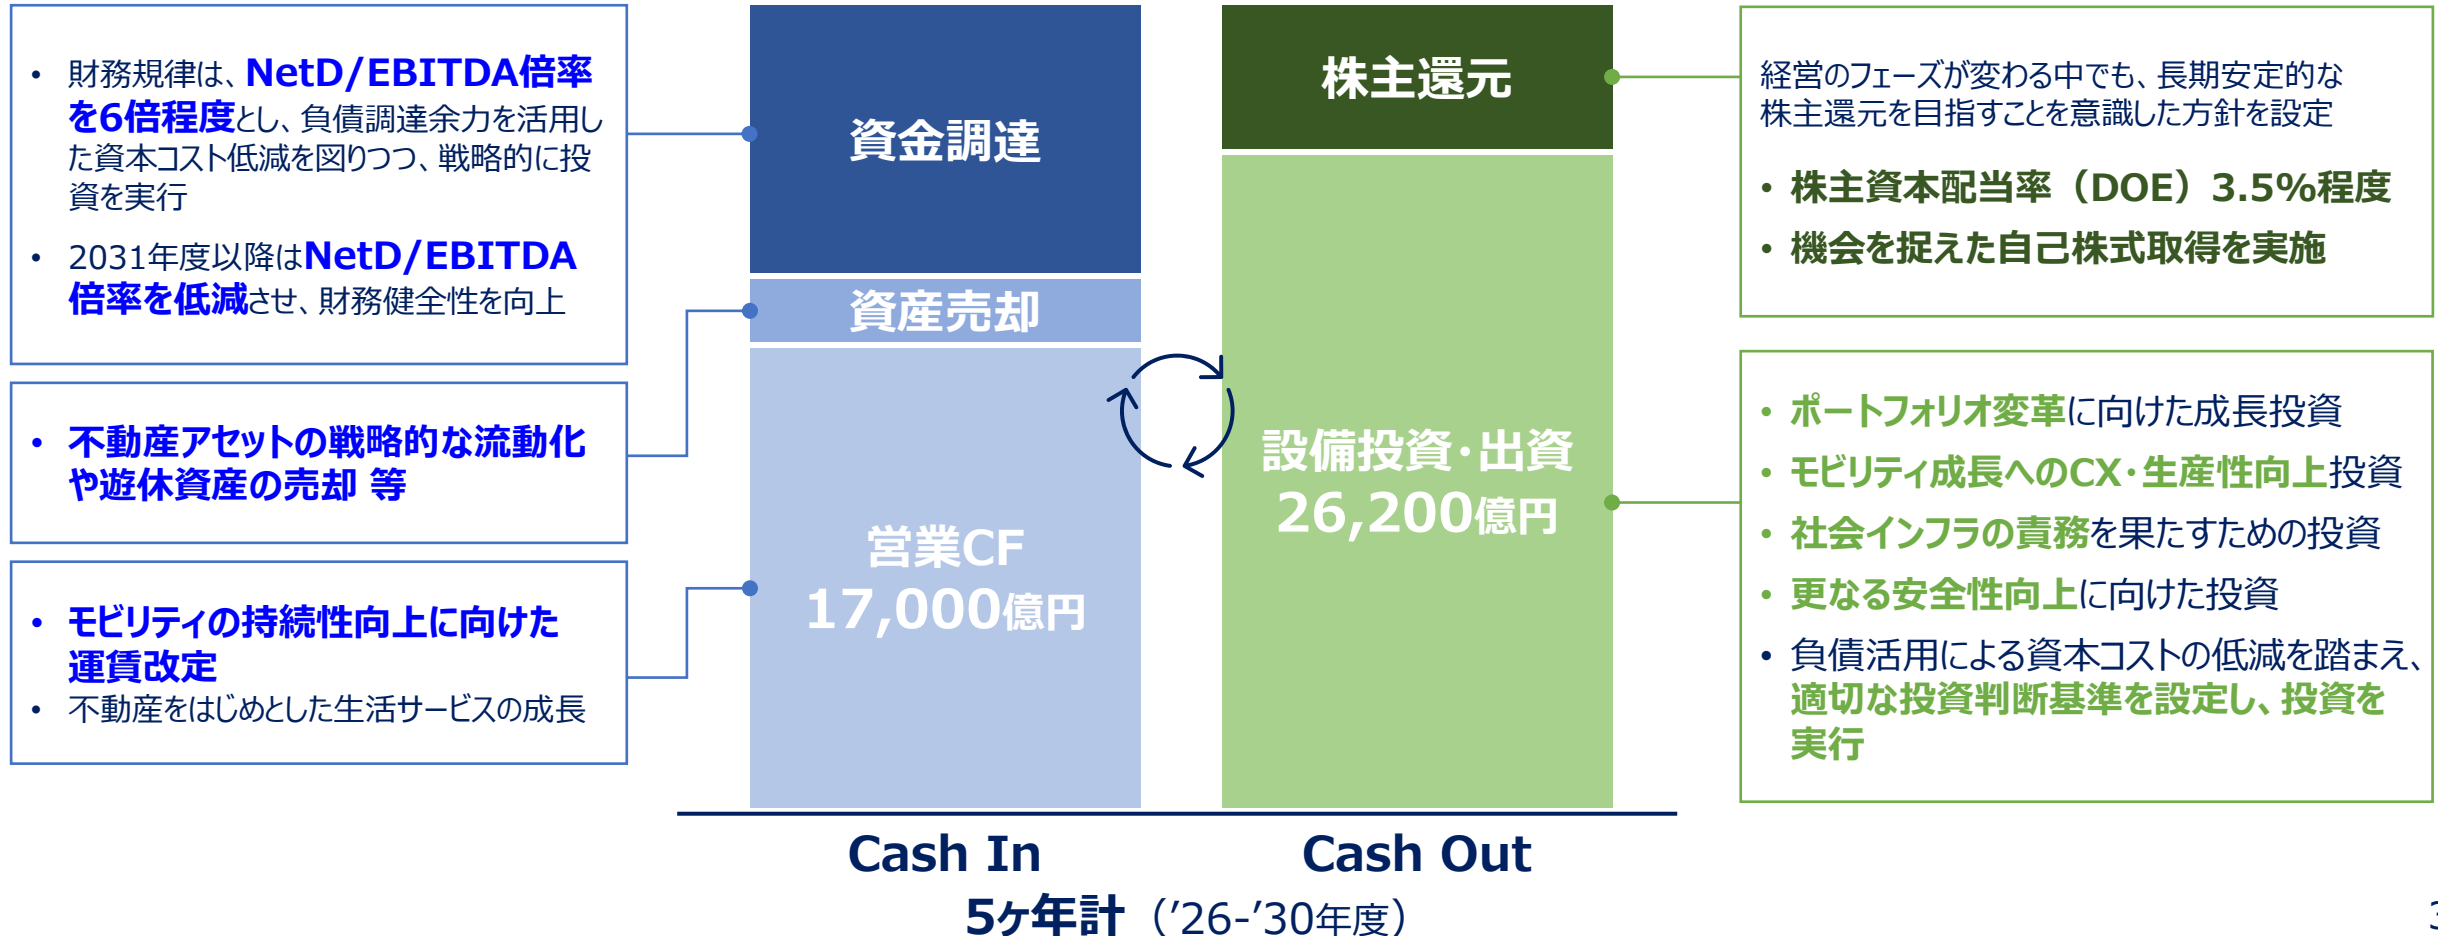 • 財務規律は、NetD/EBITDA倍率
を6倍程度とし、負債調達余力を活用し
た資本コスト低減を図りつつ、戦略的に投
資を実行
• 2031年度以降はNetD/EBITDA
倍率を低減させ、財務健全性を向上
• 不動産アセットの戦略的な流動化
や遊休資産の売却 等
• モビリティの持続性向上に向けた
運賃改定
• 不動産をはじめとした生活サービスの成長
資金調達
資産売却
営業CF
17,000億円
株主還元
設備投資・出資
26,200億円
経営のフェーズが変わる中でも、長期安定的な
株主還元を目指すことを意識した方針を設定
• 株主資本配当率（DOE）3.5%程度
• 機会を捉えた自己株式取得を実施
• ポートフォリオ変革に向けた成長投資
• モビリティ成長へのCX・生産性向上投資
• 社会インフラの責務を果たすための投資
• 更なる安全性向上に向けた投資
• 負債活用による資本コストの低減を踏まえ、
適切な投資判断基準を設定し、投資を
実行
Cash In
Cash Out
5ヶ年計（’26-’30年度）